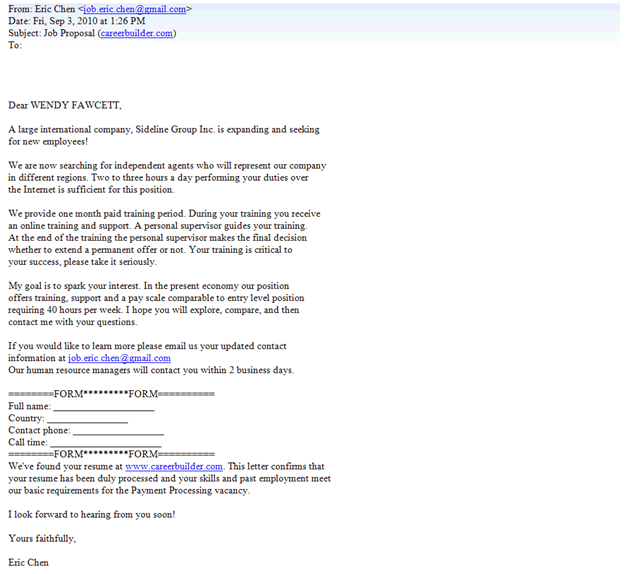 From: Eric Chen <job.eric.chen@gmail.com>
Date: Fri, Sep 3, 2010 at 1:26 PM
Subject: Job Proposal (careerbuilder.com)
To:
Dear WENDY FAWCETT,
A large international company, Sideline Group Inc. is expanding and seeking
for new employees!
We are now searching for independent agents who will represent our company
in different regions. Two to three hours a day performing your duties over
the Internet is sufficient for this position.
We provide one month paid training period. During your training you receive
an online training and support. A personal supervisor guides your training.
At the end of the training the personal supervisor makes the final decision
whether to extend a permanent offer or not. Your training is critical to
your success, please take it seriously.
My goal is to spark your interest. In the present economy our position
offers training, support and a pay scale comparable to entry level position
requiring 40 hours per week. I hope you will explore, compare, and then
contact me with your questions.
If you would like to learn more please email us your updated contact
information at job.eric.chen@gmail.com
Our human resource managers will contact you within 2 business days.
========FORM*********FORM==========
Full name: ____________________
Country: ________________
Contact phone: __________________
Call time: ______________________
========FORM*********FORM==========
We've found your resume at www.careerbuilder.com. This letter confirms that
your resume has been duly processed and your skills and past employment meet
our basic requirements for the Payment Processing vacancy.
I look forward to hearing from you soon!
Yours faithfully,
Eric Chen